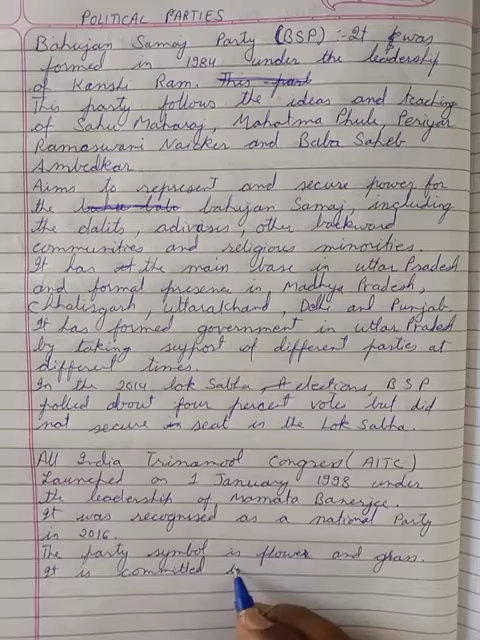 POLITICAL PARTIES
Bahujan Samaj Party (BSP) :- It was
formed in 1984 under the leadership
of Kanshi Ram. This part
This party follows the ideas and teaching
of Sahu Maharaj, Mahatma Phule, Periyar
Ramaswami Naicker and Baba Saheb
Ambedkar.
Aims to represent and secure power for
the bahujan Samaj, including
the dalits, adivasis, other backward
communities and religious minorities.
It has the main base in uttar Pradesh
and formal presence in, Madhya Pradesh,
Chhatisgarh, uttarakhand, Delhi and Punjab.
It has formed government in uttar Pradesh
by taking support of different parties at
different times.
In the 2014 lok Sabha elections, BSP
polled about four percent votes but did
not secure seat in the Lok Sabha.
All India Trinamool Congress (AITC)
Launched on 1 January 1998 under
the leadership of Mamata Banerjee.
It was recognised as a national Party
in 2016.
The party symbol is flower and grass.
It is committed